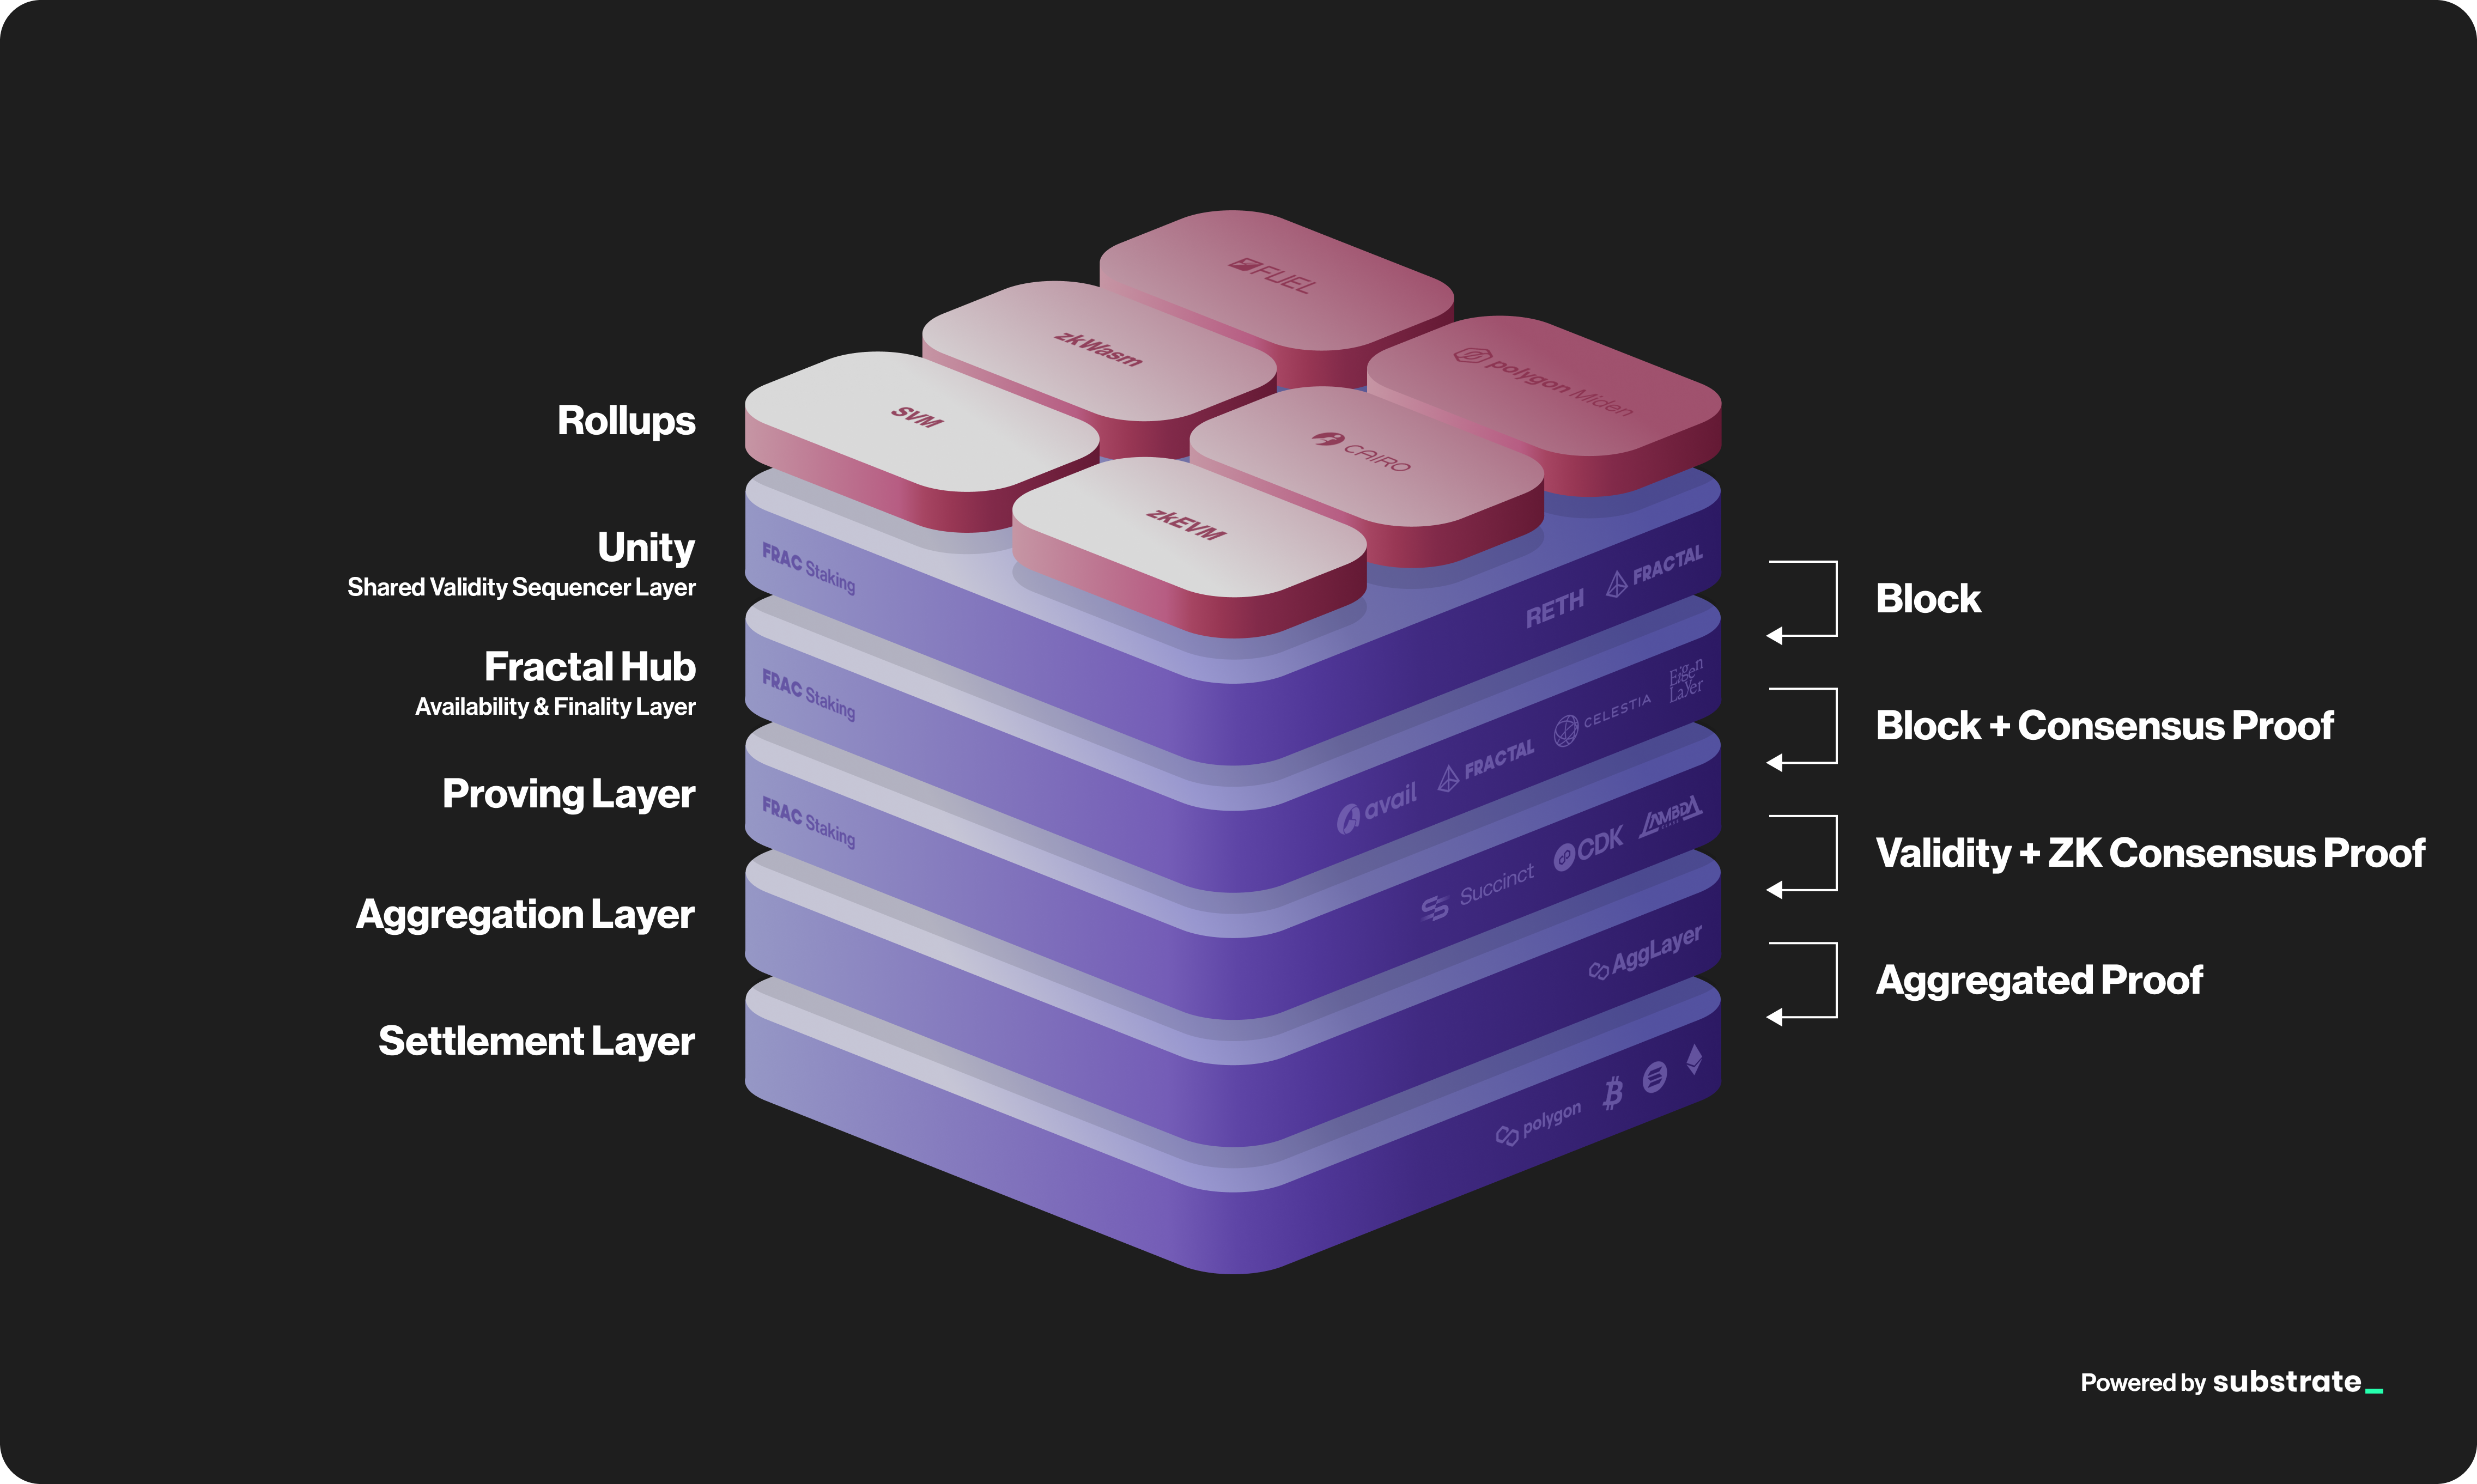 FUEL
zkWasm
polygon Miden
SVM
CAIRO
zkEVM
Rollups
Unity
Shared Validity Sequencer Layer
FRAC Staking
RETH
FRACTAL
Block
Fractal Hub
Availability & Finality Layer
FRAC Staking
avail
FRACTAL
CELESTIA
Eigen
Layer
Block + Consensus Proof
Proving Layer
FRAC Staking
Succinct
CDK
LAMBDA
Validity + ZK Consensus Proof
Aggregation Layer
AggLayer
Aggregated Proof
Settlement Layer
polygon
Powered by substrate_